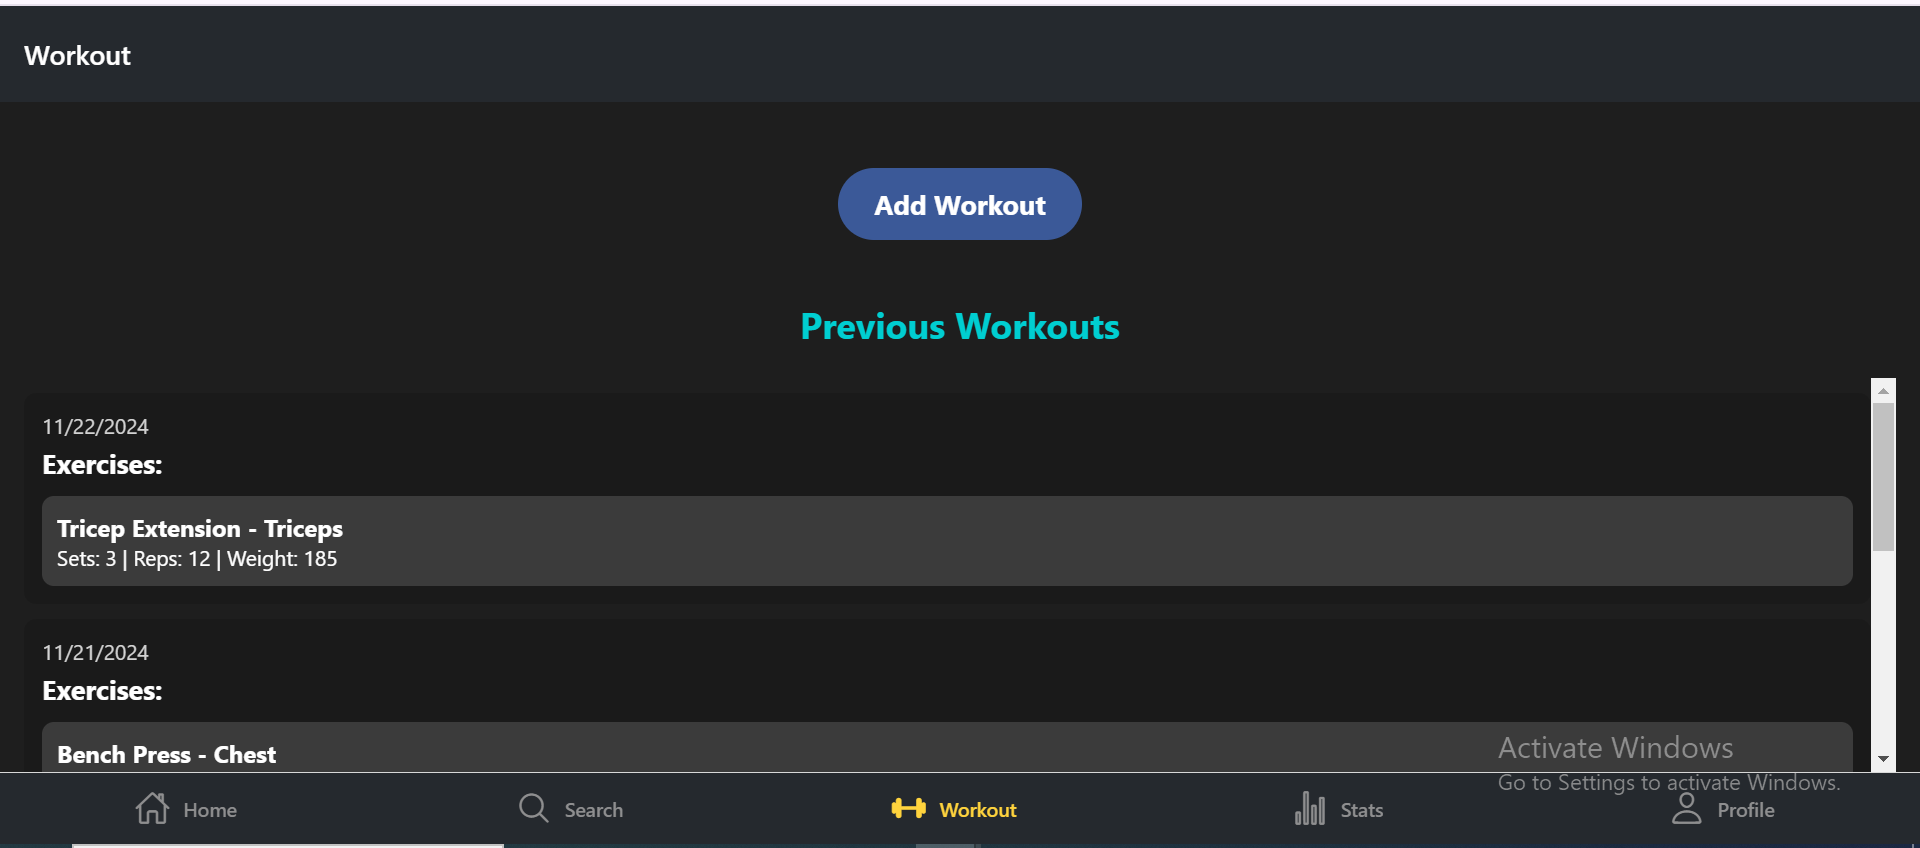 Workout
Add Workout
Previous Workouts
11/22/2024
Exercises:
Tricep Extension - Triceps
Sets: 3 | Reps: 12 | Weight: 185
11/21/2024
Exercises:
Bench Press - Chest
Activate Windows
Go to Settings to activate Windows.
Home
Search
Workout
Stats
Profile